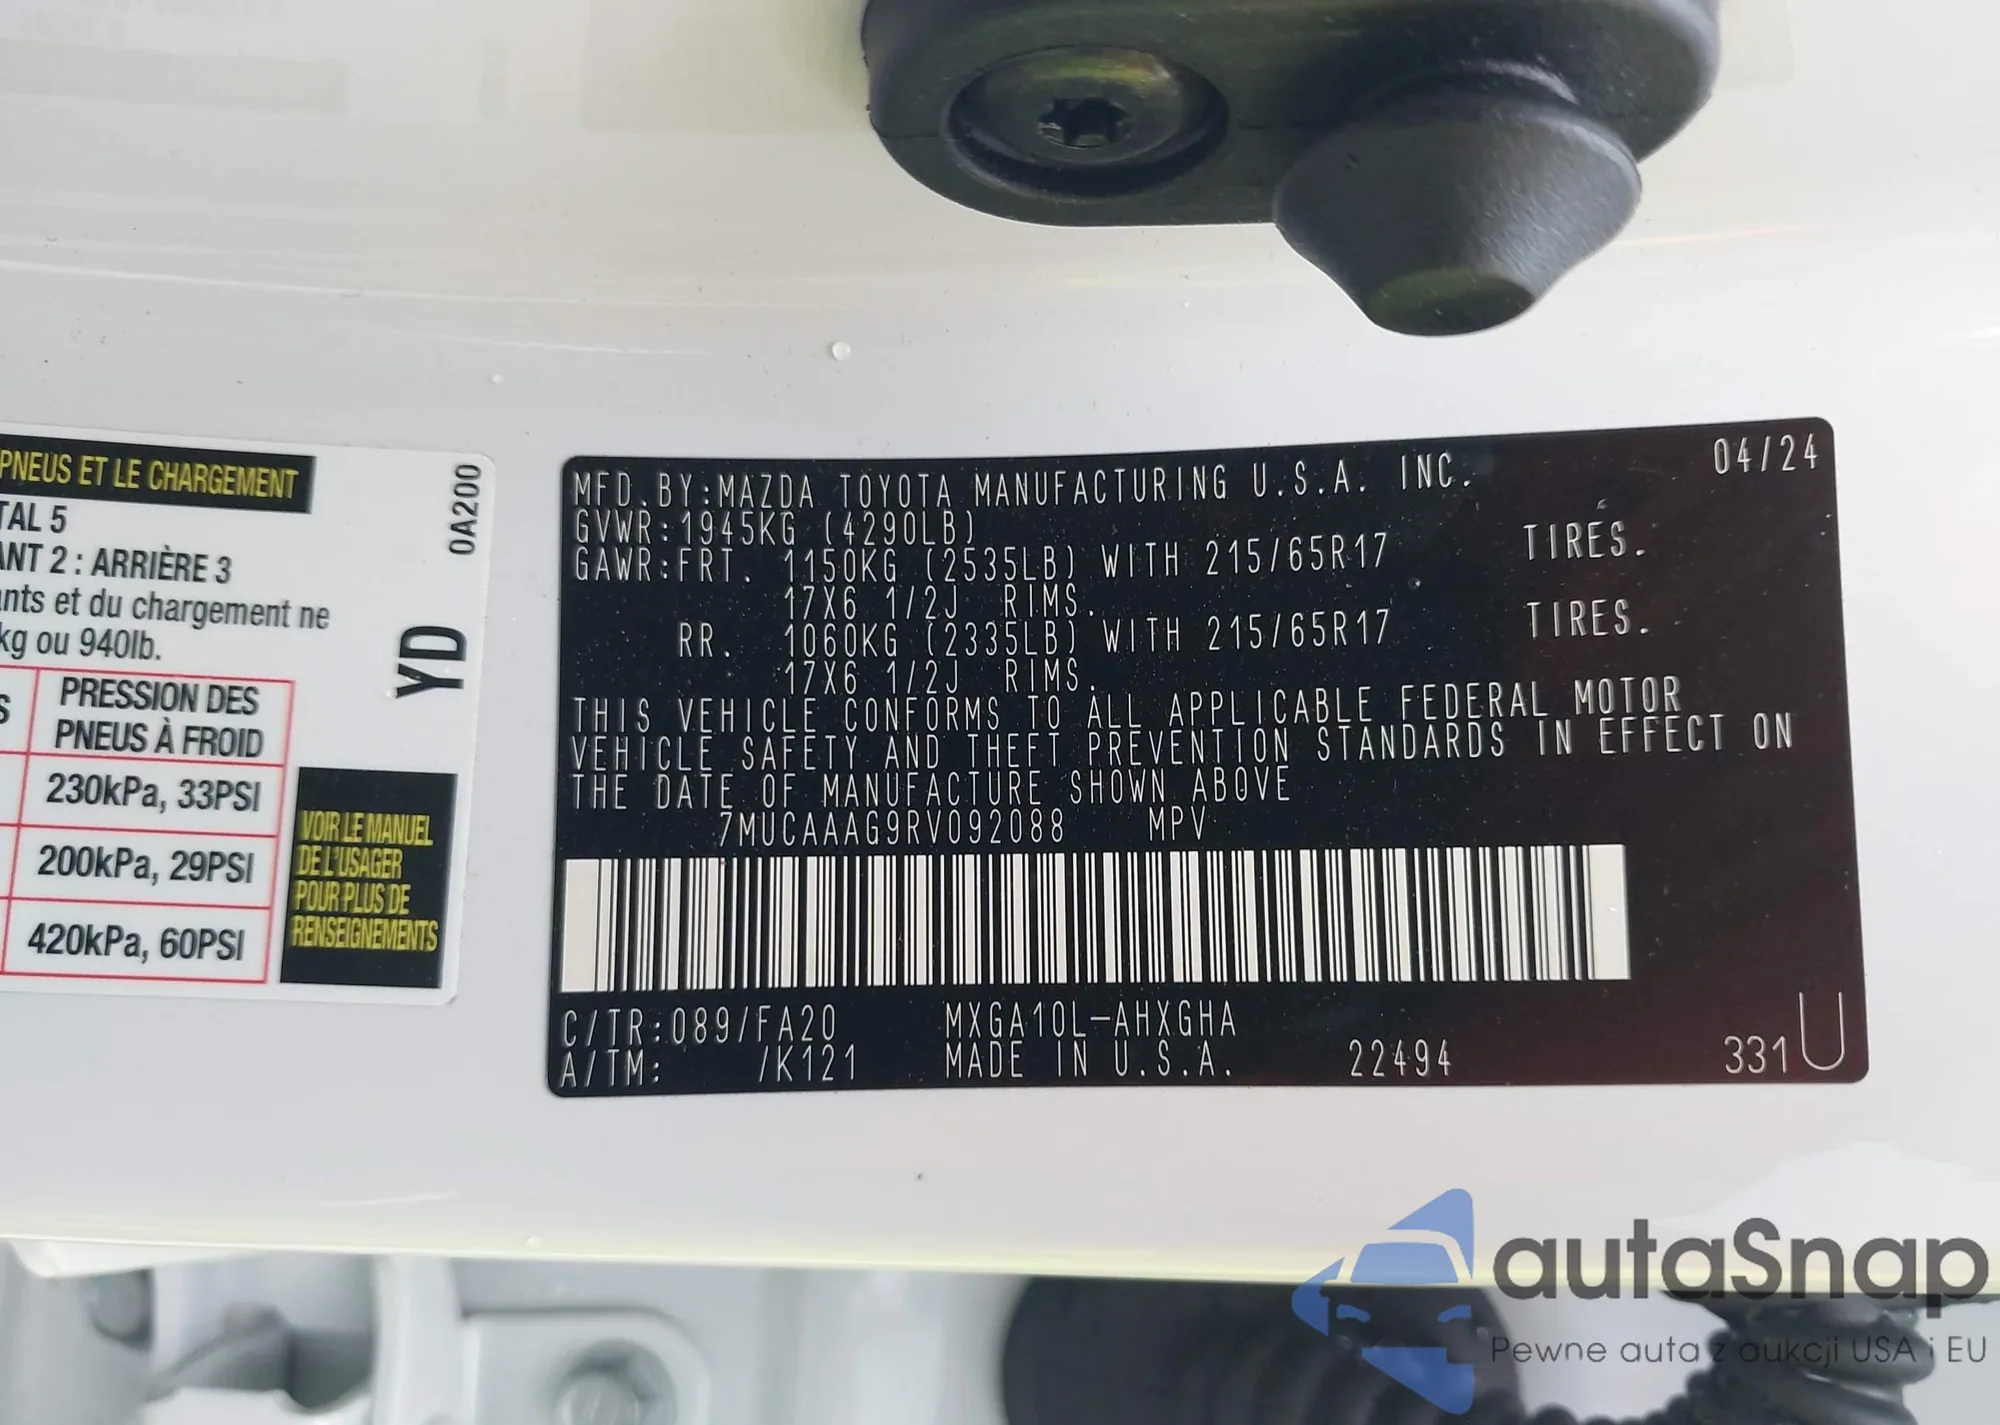 PNEUS ET LE CHARGEMENT
TAL 5
ANT 2 : ARRIÈRE 3
ants et du chargement ne
kg ou 940lb.
S
PRESSION DES
PNEUS À FROID
230kPa, 33PSI
200kPa, 29PSI
420kPa, 60PSI
0A200
YD
VOIR LE MANUEL
DE L'USAGER
POUR PLUS DE
RENSEIGNEMENTS
MFD.BY:MAZDA TOYOTA MANUFACTURING U.S.A. INC. 04/24
GVWR:1945KG (4290LB)
GAWR:FRT. 1150KG (2535LB) WITH 215/65R17 TIRES.
17X6 1/2J RIMS.
RR. 1060KG (2335LB) WITH 215/65R17 TIRES.
17X6 1/2J RIMS.
THIS VEHICLE CONFORMS TO ALL APPLICABLE FEDERAL MOTOR
VEHICLE SAFETY AND THEFT PREVENTION STANDARDS IN EFFECT ON
THE DATE OF MANUFACTURE SHOWN ABOVE
7MUCAAAG9RV092088 MPV
C/TR:089/FA20 MXGA10L-AHXGHA
A/TM: /K121 MADE IN U.S.A. 22494 331U
autaSnap
Pewne auta z aukcji USA i EU